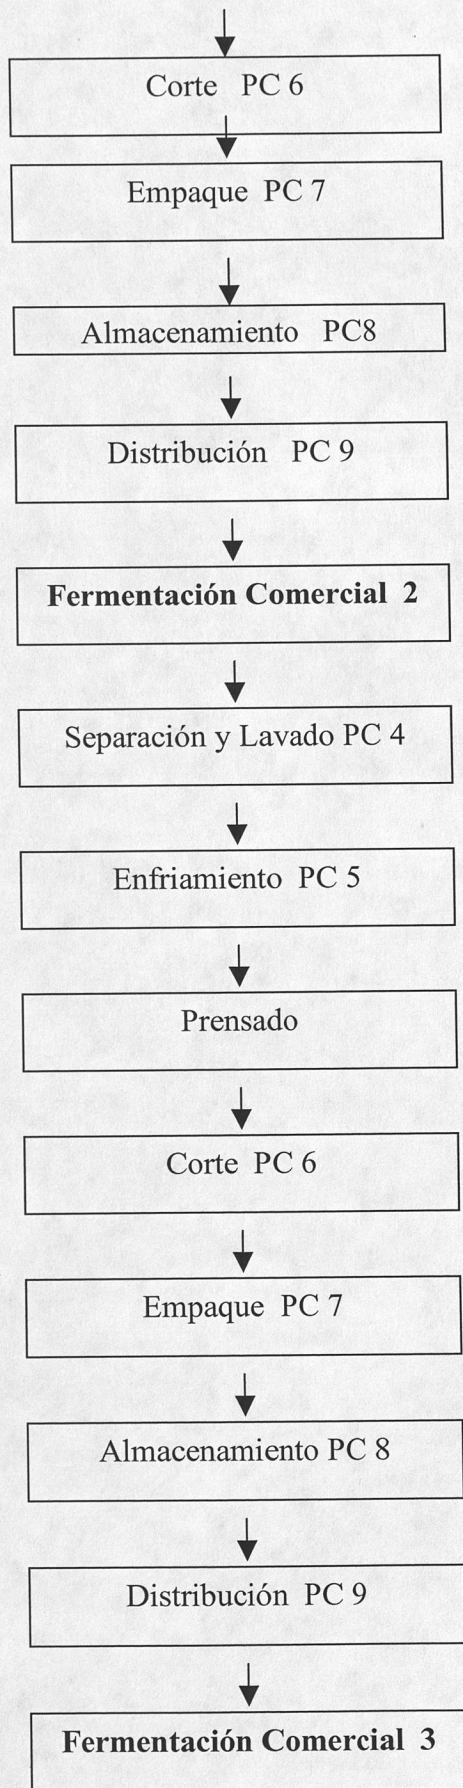 Corte PC 6
Empaque PC 7
Almacenamiento PC8
Distribución PC 9
Fermentación Comercial 2
Separación y Lavado PC 4
Enfriamiento PC 5
Prensado
Corte PC 6
Empaque PC 7
Almacenamiento PC 8
Distribución PC 9
Fermentación Comercial 3